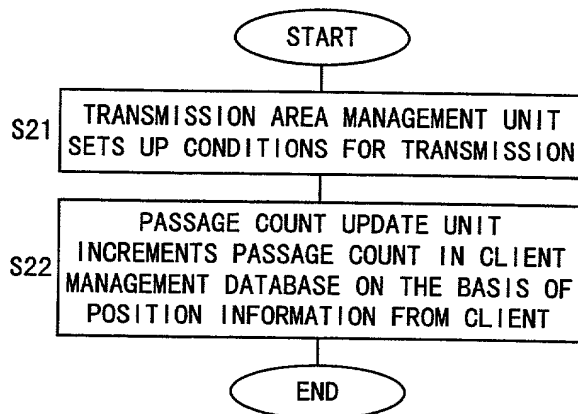 START
S21
TRANSMISSION AREA MANAGEMENT UNIT
SETS UP CONDITIONS FOR TRANSMISSION
S22
PASSAGE COUNT UPDATE UNIT
INCREMENTS PASSAGE COUNT IN CLIENT
MANAGEMENT DATABASE ON THE BASIS OF
POSITION INFORMATION FROM CLIENT
END